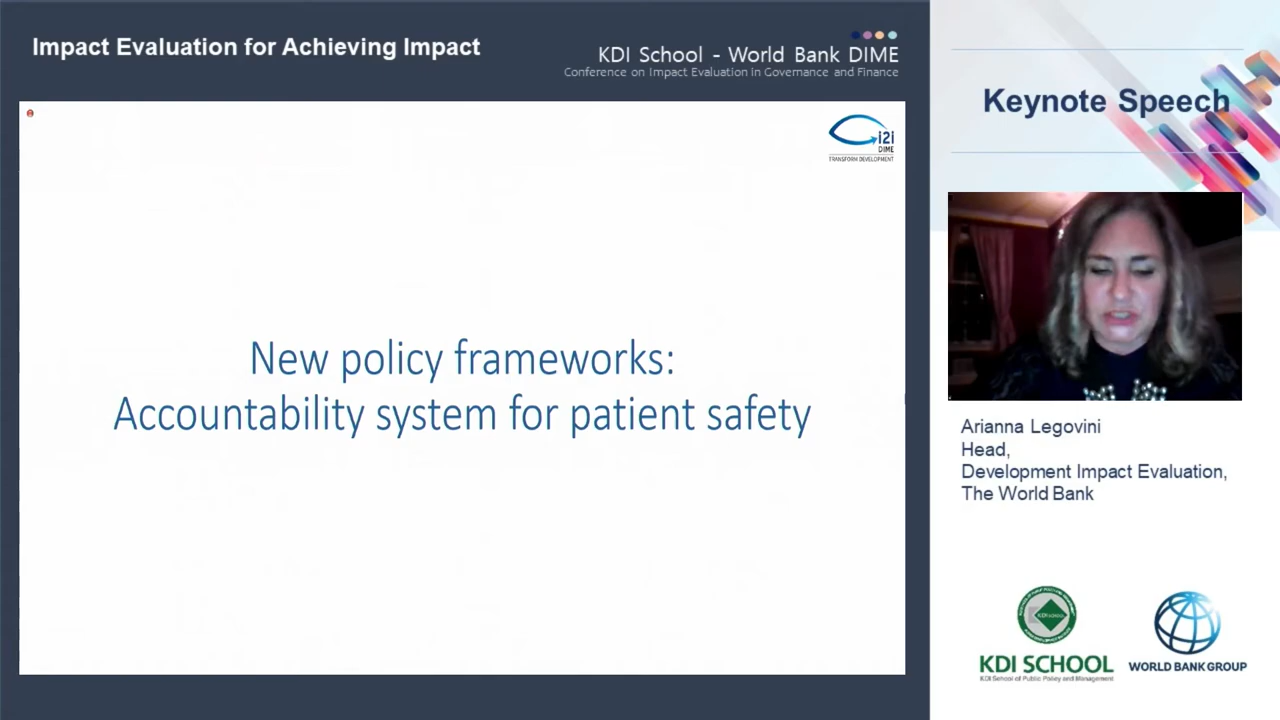 Impact Evaluation for Achieving Impact
KDI School - World Bank DIME
Conference on Impact Evaluation in Governance and Finance
i2i
DIME
TRANSFORM DEVELOPMENT
New policy frameworks:
Accountability system for patient safety
Keynote Speech
Arianna Legovini
Head,
Development Impact Evaluation,
The World Bank
KDI SCHOOL
KDI School of Public Policy and Management
WORLD BANK GROUP